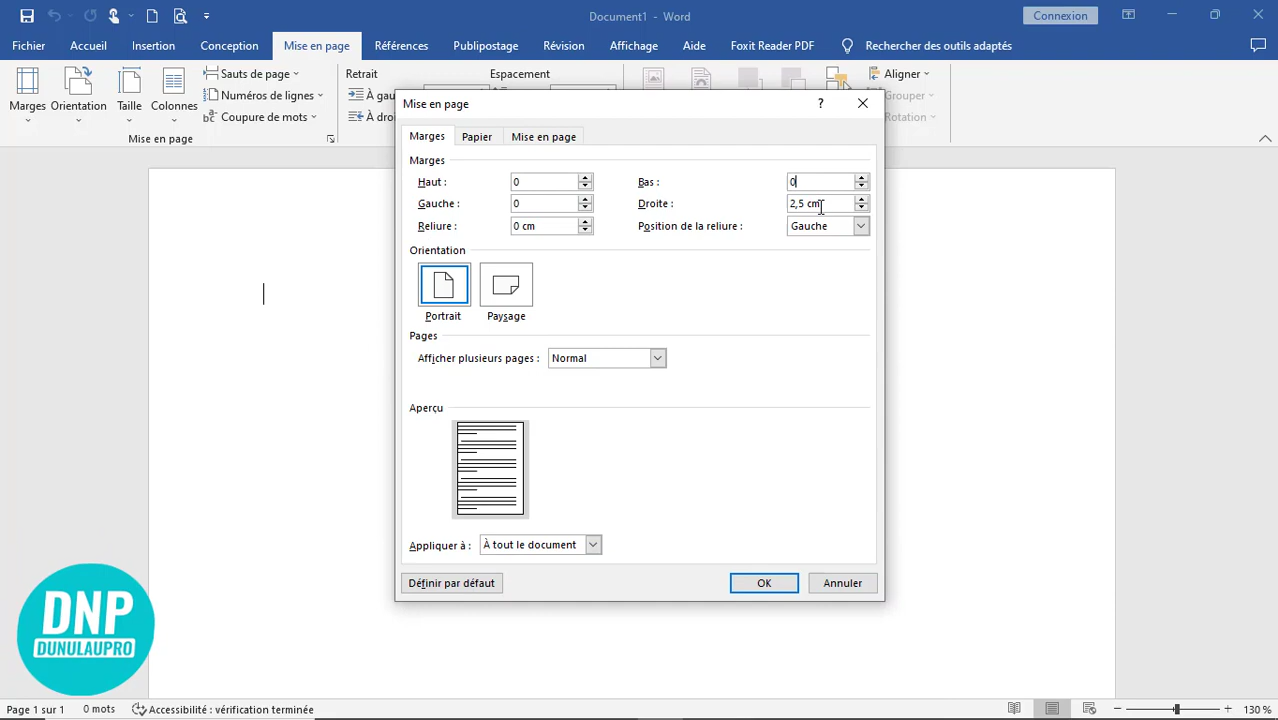 Document1 - Word
Connexion
Fichier Accueil Insertion Conception Mise en page Références Publipostage Révision Affichage Aide Foxit Reader PDF Rechercher des outils adaptés
Marges Orientation Taille Colonnes
Sauts de page
Numéros de lignes
Coupure de mots
Mise en page
Retrait Espacement
À gau
À dro
Aligner
Grouper
Rotation
Mise en page ?
Marges Papier Mise en page
Marges
Haut : 0 Bas : 0
Gauche : 0 Droite : 2,5 cm
Reliure : 0 cm Position de la reliure : Gauche
Orientation
Portrait Paysage
Pages
Afficher plusieurs pages : Normal
Aperçu
Appliquer à : À tout le document
Définir par défaut OK Annuler
DNP
DUNULAUPRO
Page 1 sur 1 0 mots Accessibilité : vérification terminée 130 %